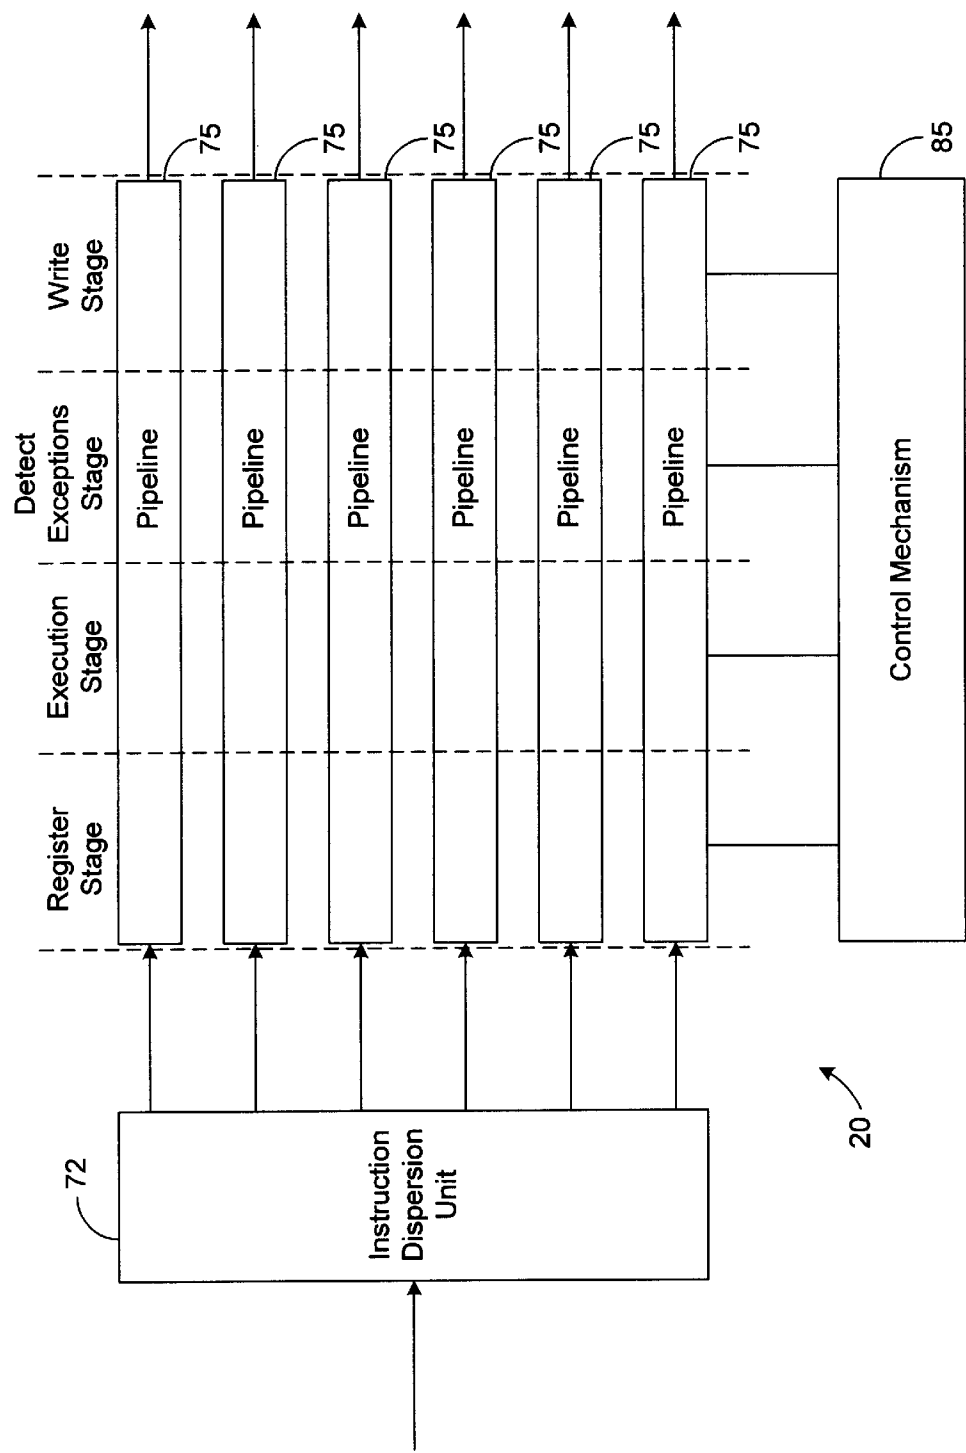 Register
Stage
Execution
Stage
Detect
Exceptions
Stage
Write
Stage
72
Instruction
Dispersion
Unit
Pipeline
75
Pipeline
75
Pipeline
75
Pipeline
75
Pipeline
75
Pipeline
75
20
Control Mechanism
85